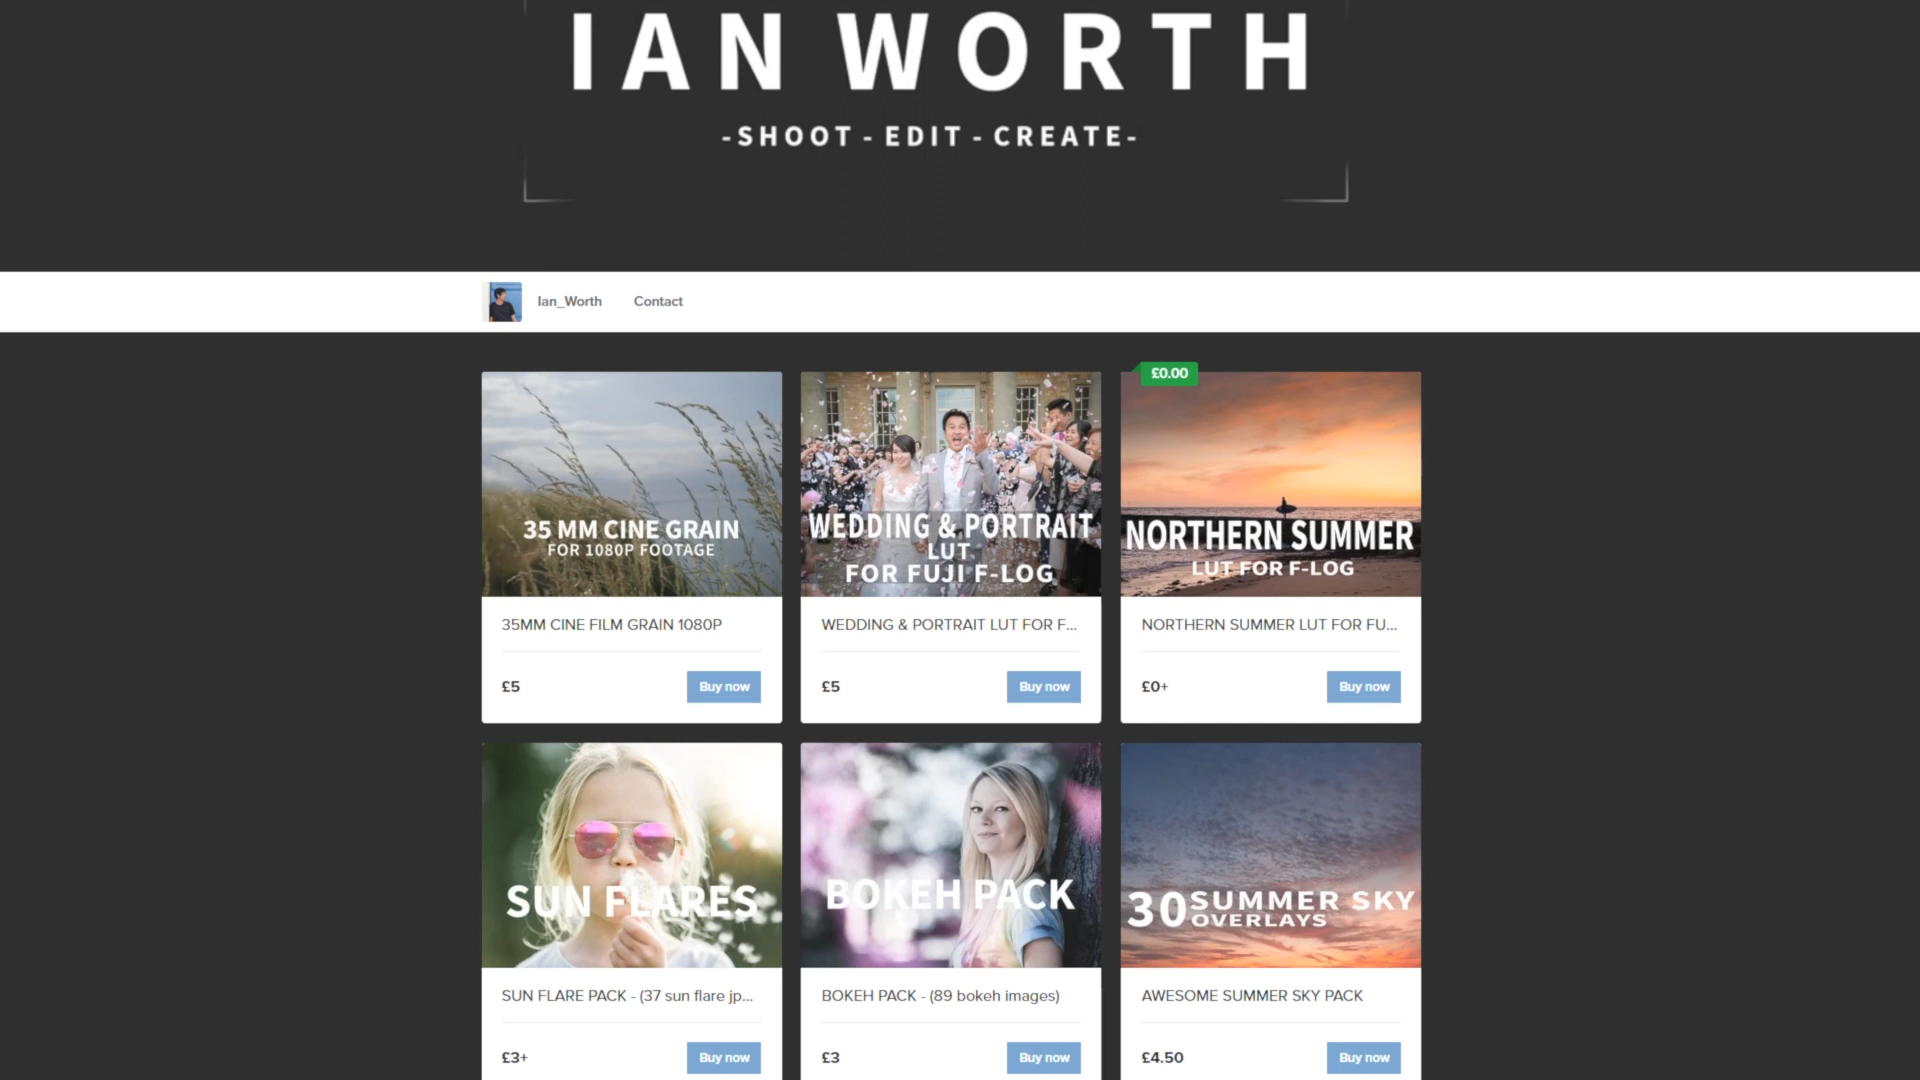 IAN WORTH
-SHOOT-EDIT-CREATE-
Ian_Worth
Contact
35 MM CINE GRAIN
FOR 1080P FOOTAGE
35MM CINE FILM GRAIN 1080P
£5
Buy now
WEDDING & PORTRAIT
LUT
FOR FUJI F-LOG
WEDDING & PORTRAIT LUT FOR F...
£5
Buy now
£0.00
NORTHERN SUMMER
LUT FOR F-LOG
NORTHERN SUMMER LUT FOR FU...
£0+
Buy now
SUN FLARES
SUN FLARE PACK - (37 sun flare jp...
£3+
Buy now
BOKEH PACK
BOKEH PACK - (89 bokeh images)
£3
Buy now
30 SUMMER SKY
OVERLAYS
AWESOME SUMMER SKY PACK
£4.50
Buy now